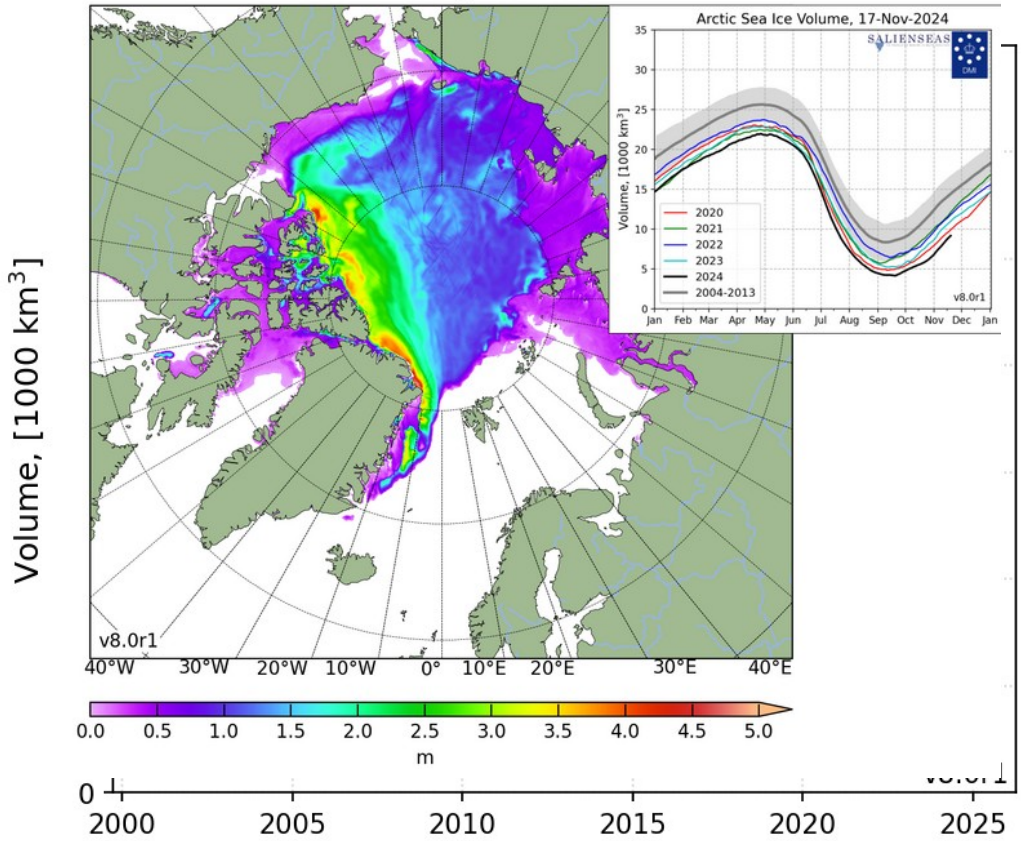 Arctic Sea Ice Volume, 17-Nov-2024
SALIENSEAS
DMI
Volume, [1000 km³]
35
30
25
20
15
10
5
0
2020
2021
2022
2023
2024
2004-2013
v8.0r1
Jan Feb Mar Apr May Jun Jul Aug Sep Oct Nov Dec Jan
Volume, [1000 km³]
v8.0r1
40°W 30°W 20°W 10°W 0° 10°E 20°E 30°E 40°E
0.0 0.5 1.0 1.5 2.0 2.5 3.0 3.5 4.0 4.5 5.0
m
v8.0r1
0
2000 2005 2010 2015 2020 2025